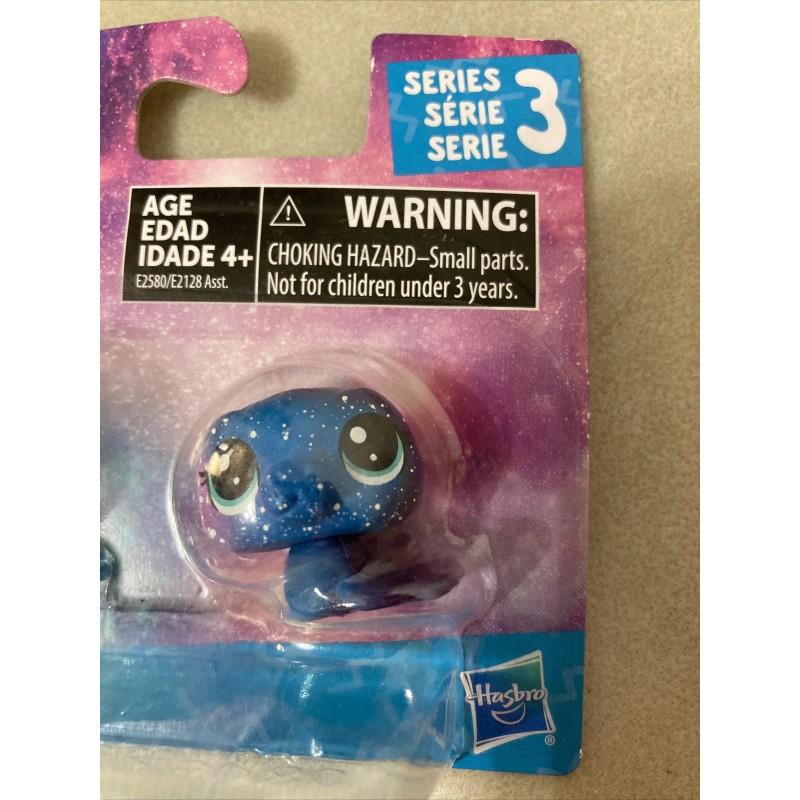 SERIES
SÉRIE
SERIE
3
AGE
EDAD
IDADE 4+
E2580/E2128 Asst.
WARNING:
CHOKING HAZARD–Small parts.
Not for children under 3 years.
Hasbro
®